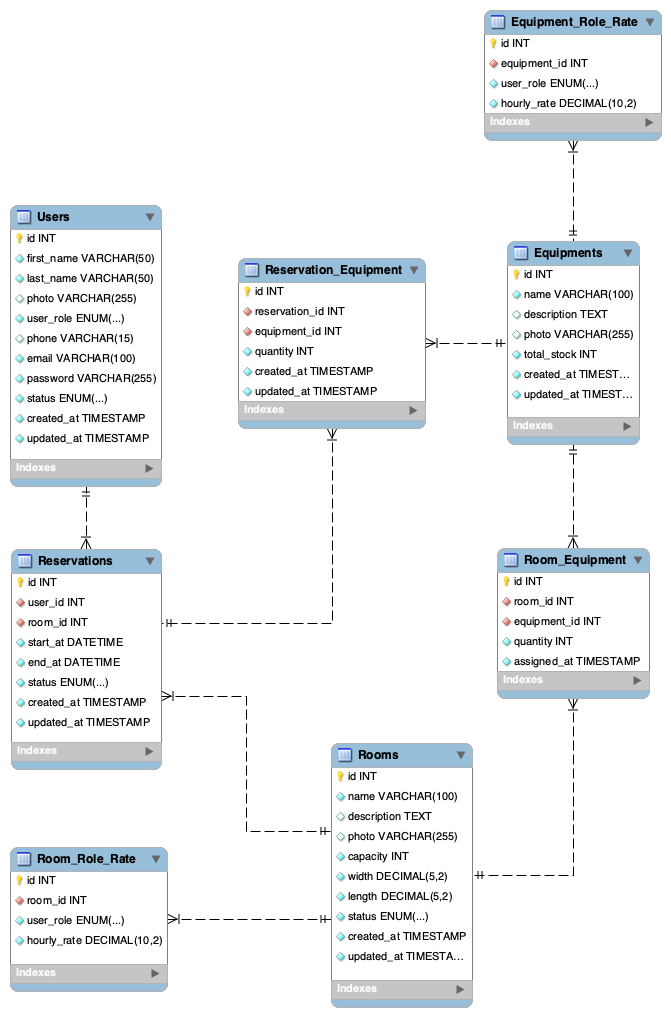 Equipment_Role_Rate
id INT
equipment_id INT
user_role ENUM(...)
hourly_rate DECIMAL(10,2)
Indexes
Users
id INT
first_name VARCHAR(50)
last_name VARCHAR(50)
photo VARCHAR(255)
user_role ENUM(...)
phone VARCHAR(15)
email VARCHAR(100)
password VARCHAR(255)
status ENUM(...)
created_at TIMESTAMP
updated_at TIMESTAMP
Indexes
Reservation_Equipment
id INT
reservation_id INT
equipment_id INT
quantity INT
created_at TIMESTAMP
updated_at TIMESTAMP
Indexes
Equipments
id INT
name VARCHAR(100)
description TEXT
photo VARCHAR(255)
total_stock INT
created_at TIMEST...
updated_at TIMEST...
Indexes
Reservations
id INT
user_id INT
room_id INT
start_at DATETIME
end_at DATETIME
status ENUM(...)
created_at TIMESTAMP
updated_at TIMESTAMP
Indexes
Room_Equipment
id INT
room_id INT
equipment_id INT
quantity INT
assigned_at TIMESTAMP
Indexes
Rooms
id INT
name VARCHAR(100)
description TEXT
photo VARCHAR(255)
capacity INT
width DECIMAL(5,2)
length DECIMAL(5,2)
status ENUM(...)
created_at TIMESTAMP
updated_at TIMESTA...
Indexes
Room_Role_Rate
id INT
room_id INT
user_role ENUM(...)
hourly_rate DECIMAL(10,2)
Indexes